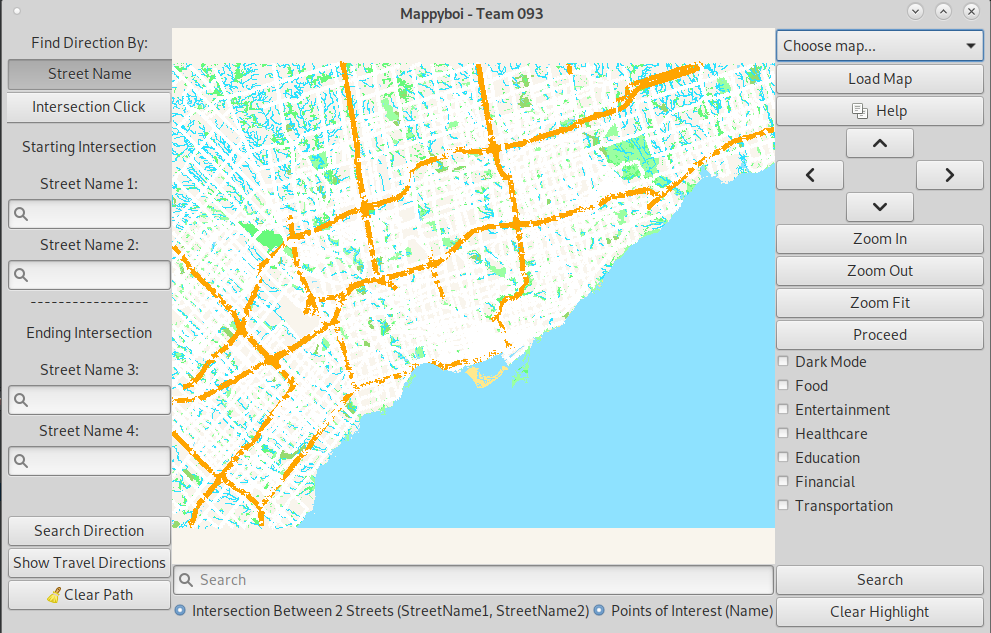 Mappyboi - Team 093
Find Direction By:
Street Name
Intersection Click
Starting Intersection
Street Name 1:
Street Name 2:
-----------------
Ending Intersection
Street Name 3:
Street Name 4:
Search Direction
Show Travel Directions
Clear Path
Choose map...
Load Map
Help
Zoom In
Zoom Out
Zoom Fit
Proceed
Dark Mode
Food
Entertainment
Healthcare
Education
Financial
Transportation
Search
Search
Intersection Between 2 Streets (StreetName1, StreetName2)
Points of Interest (Name)
Clear Highlight